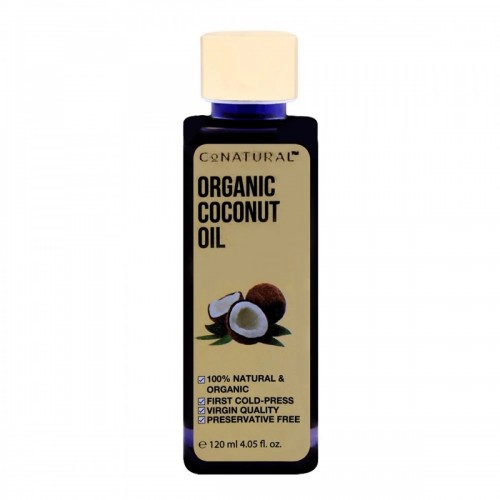 CoNATURAL™
ORGANIC
COCONUT
OIL
☑ 100% NATURAL &
ORGANIC
☑ FIRST COLD-PRESS
☑ VIRGIN QUALITY
☑ PRESERVATIVE FREE
℮ 120 ml 4.05 fl. oz.